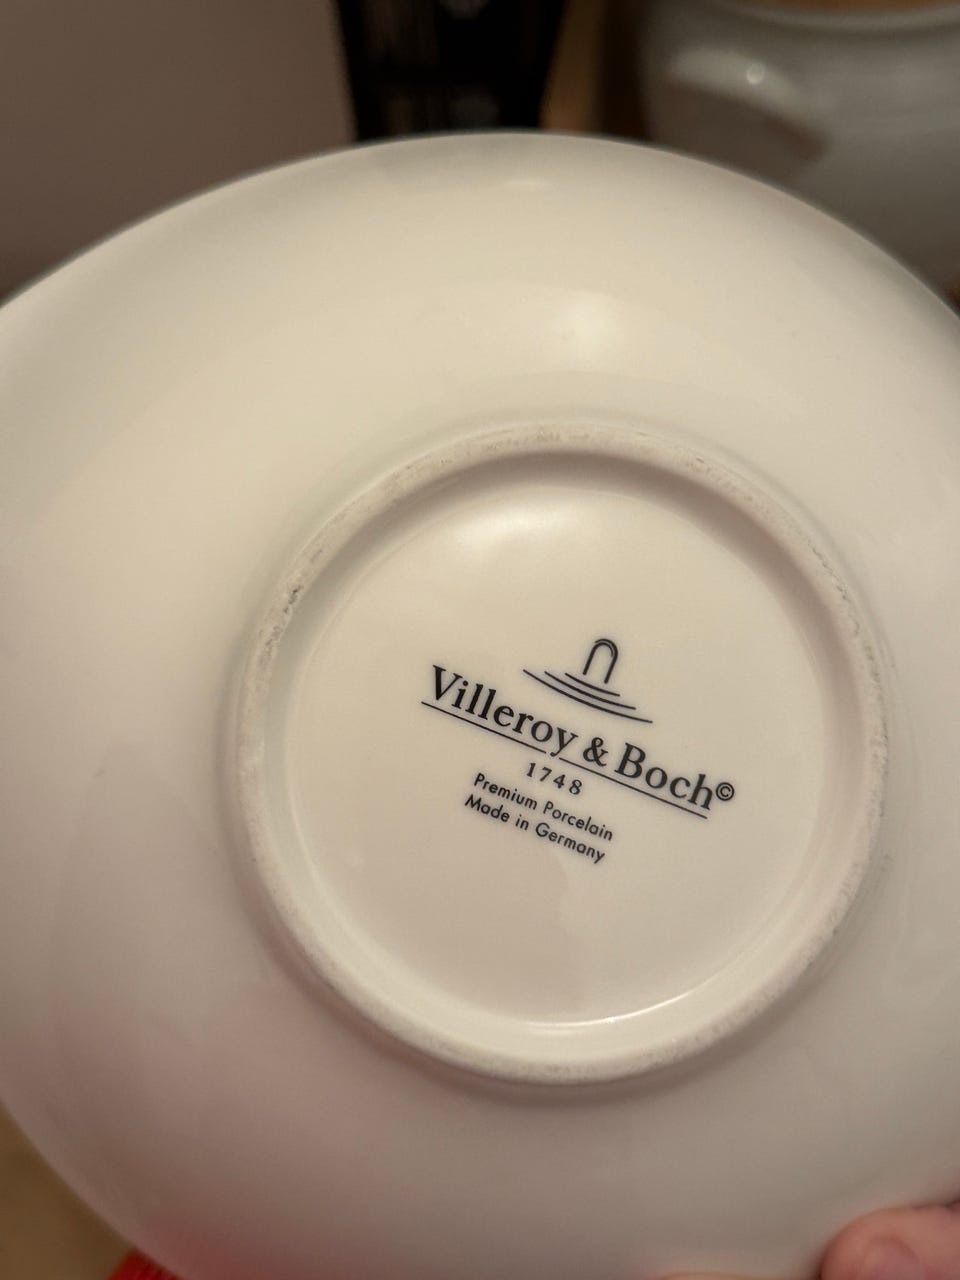 Villeroy & Boch©
1748
Premium Porcelain
Made in Germany